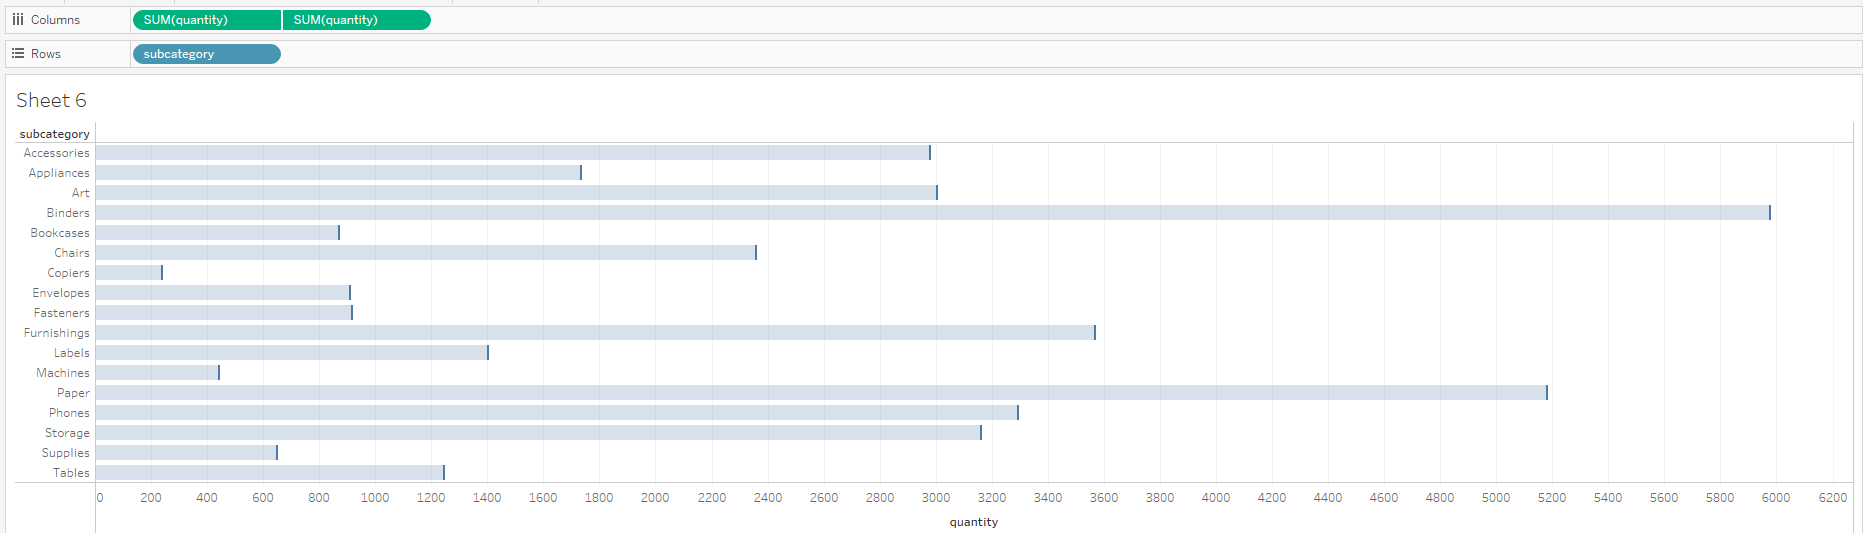 Columns SUM(quantity) SUM(quantity)
Rows subcategory
Sheet 6
subcategory
Accessories
Appliances
Art
Binders
Bookcases
Chairs
Copiers
Envelopes
Fasteners
Furnishings
Labels
Machines
Paper
Phones
Storage
Supplies
Tables
0 200 400 600 800 1000 1200 1400 1600 1800 2000 2200 2400 2600 2800 3000 3200 3400 3600 3800 4000 4200 4400 4600 4800 5000 5200 5400 5600 5800 6000 6200
quantity